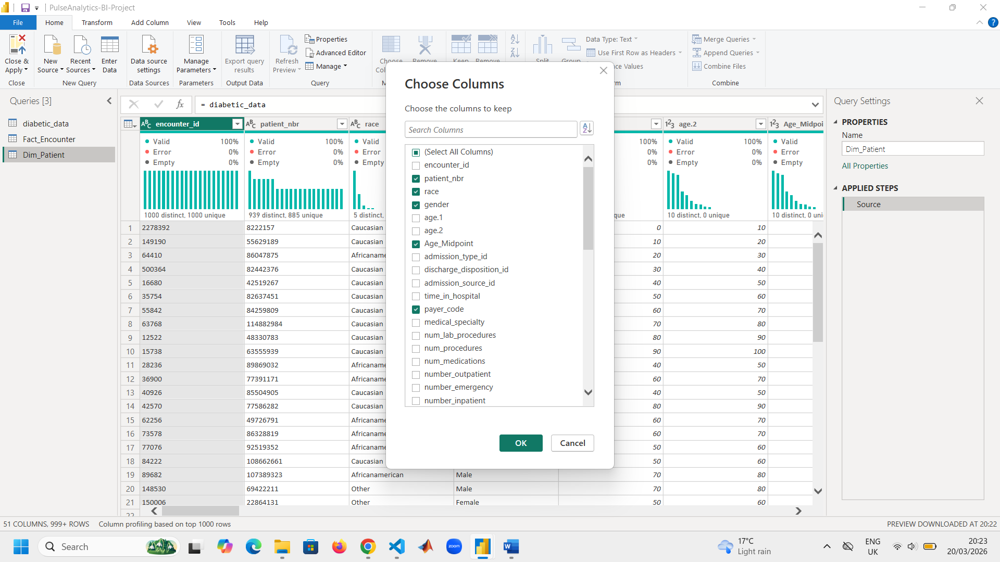 PulseAnalytics-BI-Project
File Home Transform Add Column View Tools Help
Close & Apply
New Source
Recent Sources
Enter Data
Data source settings
Manage Parameters
Export query results
Refresh Preview
Properties
Advanced Editor
Manage
Choose
Remove
Keep
Remove
Split
Group
Data Type: Text
Use First Row as Headers
Values
Merge Queries
Append Queries
Combine Files
Close
New Query
Data Sources
Parameters
Output Data
Query
Combine
Queries [3]
diabetic_data
Fact_Encounter
Dim_Patient
= diabetic_data
encounter_id patient_nbr race age.2
Valid 100% Valid 100% Valid 100% Valid 100% Valid
Error 0% Error 0% Error 0% Error 0% Error
Empty 0% Empty 0% Empty 0% Empty 0% Empty
1000 distinct, 1000 unique 939 distinct, 885 unique 5 distinct, 10 distinct, 0 unique
1 2278392 8222157 Caucasian 0 10
2 149190 55629189 Caucasian 10 20
3 64410 86047875 20 30
4 500364 82442376 Caucasian 30 40
5 16680 42519267 Caucasian 40 50
6 35754 82637451 Caucasian 50 60
7 55842 84259809 Caucasian 60 70
8 63768 114882984 Caucasian 70 80
9 12522 48330783 Caucasian 80 90
10 15738 63555939 Caucasian 90 100
11 28236 89869032 40 50
12 36900 77391171 60 70
13 40926 85504905 Caucasian 40 50
14 42570 77586282 Caucasian 80 90
15 62256 49726791 60 70
16 73578 86328819 60 70
17 77076 92519352 50 60
18 84222 108662661 Caucasian 50 60
19 89682 107389323 Africanamerican Male 70 80
20 148530 69422211 Other Male 70 80
21 150006 22864131 Other Female 50 60
Choose Columns
Choose the columns to keep
Search Columns
(Select All Columns)
encounter_id
patient_nbr
race
gender
age.1
age.2
Age_Midpoint
admission_type_id
discharge_disposition_id
admission_source_id
time_in_hospital
payer_code
medical_specialty
num_lab_procedures
num_procedures
num_medications
number_outpatient
number_emergency
number_inpatient
OK Cancel
Query Settings
PROPERTIES
Name
Dim_Patient
All Properties
APPLIED STEPS
Source
51 COLUMNS, 999+ ROWS Column profiling based on top 1000 rows
PREVIEW DOWNLOADED AT 20:22
Search
zoom
17°C
Light rain
ENG
UK
20:23
20/03/2026